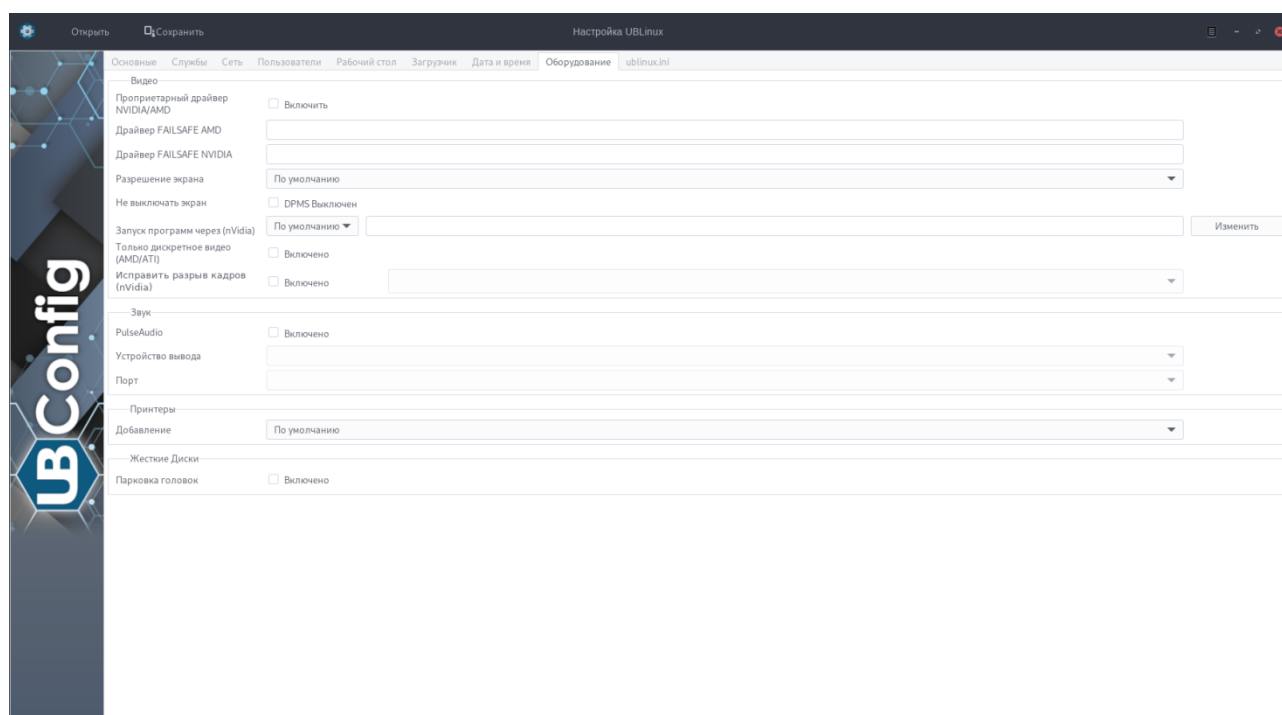 Открыть Сохранить Настройка UBLinux
Основные Службы Сеть Пользователи Рабочий стол Загрузчик Дата и время Оборудование ublinux.ini
Видео
Проприетарный драйвер
NVIDIA/AMD
Включить
Драйвер FAILSAFE AMD
Драйвер FAILSAFE NVIDIA
Разрешение экрана По умолчанию
Не выключать экран DPMS Выключен
Запуск программ через (nVidia) По умолчанию Изменить
Только дискретное видео
(AMD/ATI)
Включено
Исправить разрыв кадров
(nVidia)
Включено
Звук
PulseAudio Включено
Устройство вывода
Порт
Принтеры
Добавление По умолчанию
Жесткие Диски
Парковка головок Включено
UBConfig